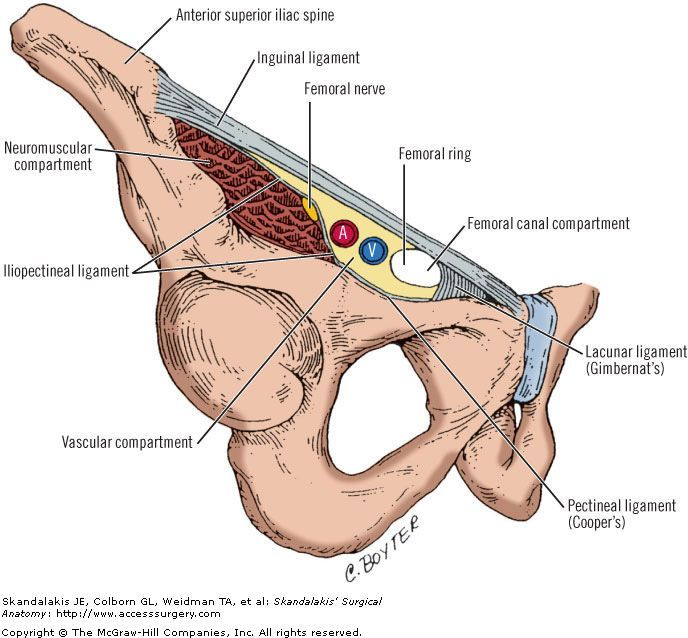 Anterior superior iliac spine
Inguinal ligament
Femoral nerve
Neuromuscular
compartment
Femoral ring
Femoral canal compartment
A
V
Iliopectineal ligament
Lacunar ligament
(Gimbernat's)
Vascular compartment
Pectineal ligament
(Cooper's)
C. BOYTER
Skandalakis JE, Colborn GL, Weidman TA, et al: Skandalakis' Surgical
Anatomy: http://www.accesssurgery.com
Copyright © The McGraw-Hill Companies, Inc. All rights reserved.